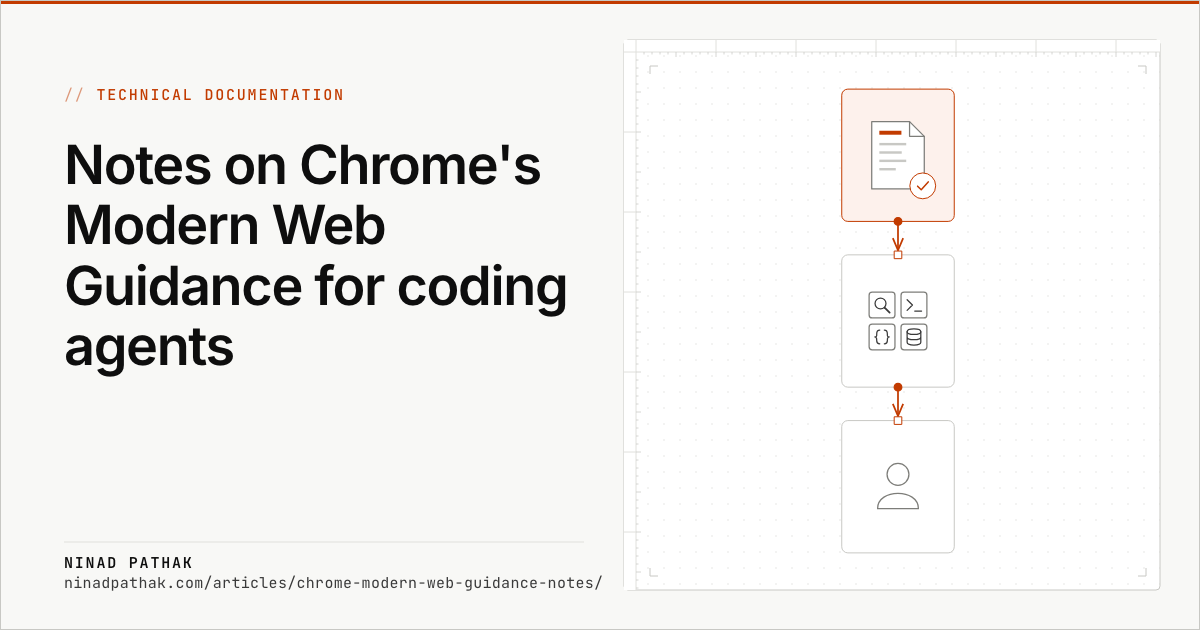 // TECHNICAL DOCUMENTATION
Notes on Chrome's
Modern Web
Guidance for coding
agents
NINAD PATHAK
ninadpathak.com/articles/chrome-modern-web-guidance-notes/